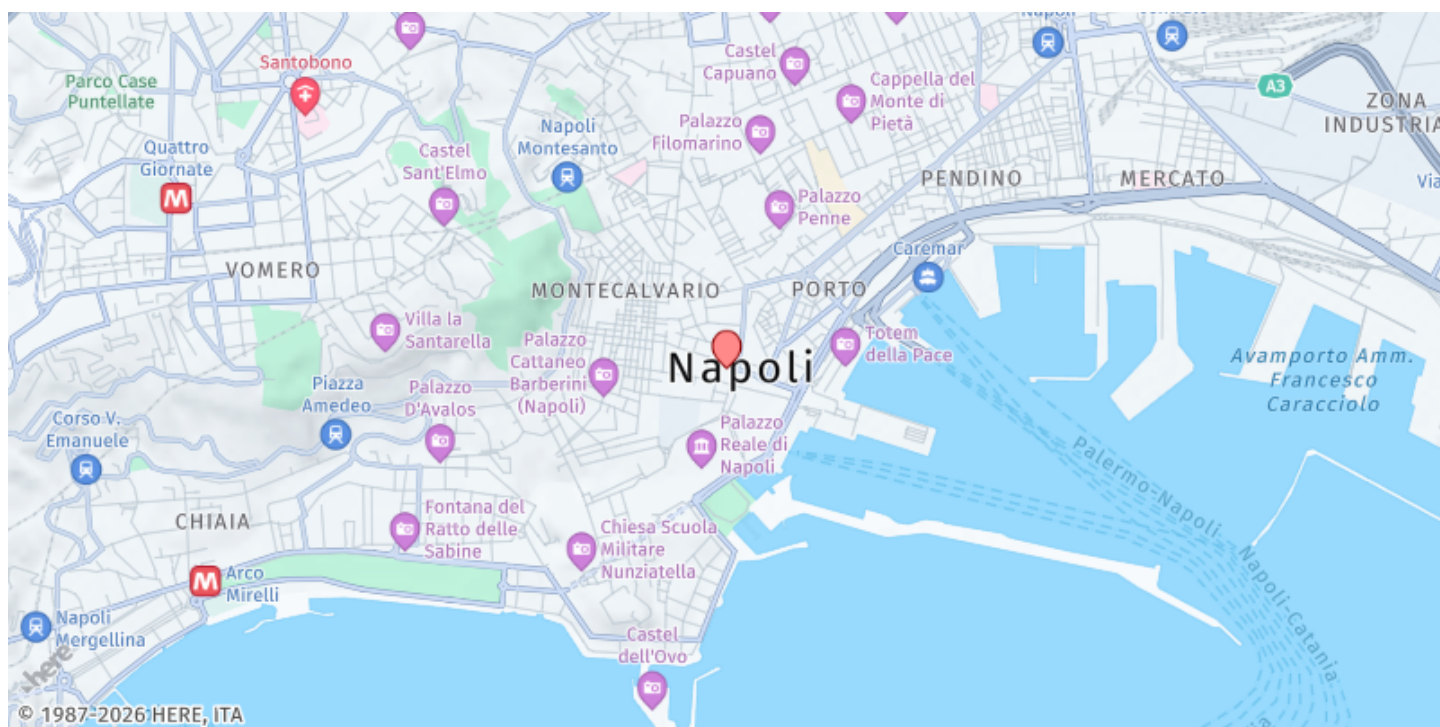 Napoli
Santobono
Parco Case
Puntellate
Castel
Capuano
Cappella del
Monte di
Pietà
A3
ZONA
INDUSTRIA
Quattro
Giornate
M
Castel
Sant'Elmo
Napoli
Montesanto
Palazzo
Filomarino
PENDINO
MERCATO
Via
Palazzo
Penne
Caremar
VOMERO
MONTECALVARIO
PORTO
Villa la
Santarella
Palazzo
Cattaneo
Barberini
(Napoli)
Napoli
Totem
della Pace
Avamporto Amm.
Francesco
Caracciolo
Piazza
Amedeo
Palazzo
D'Avalos
Corso V.
Emanuele
Palazzo
Reale di
Napoli
Palermo-Napoli
Napoli-Catania
CHIAIA
Fontana del
Ratto delle
Sabine
Chiesa Scuola
Militare
Nunziatella
M
Arco
Mirelli
Napoli
Mergellina
Castel
dell'Ovo
here
© 1987-2026 HERE, ITA